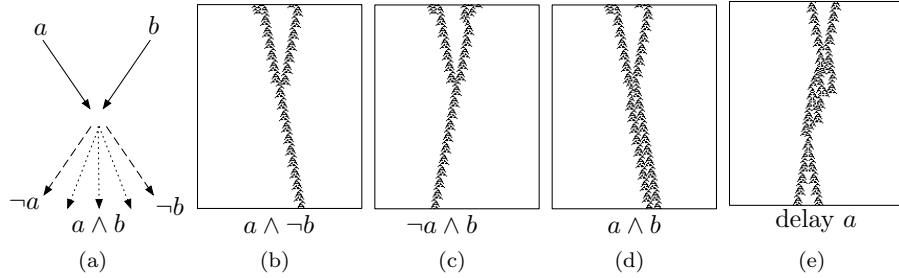 a b
¬a ¬b
a ∧ b a ∧ ¬b ¬a ∧ b a ∧ b delay a
(a) (b) (c) (d) (e)